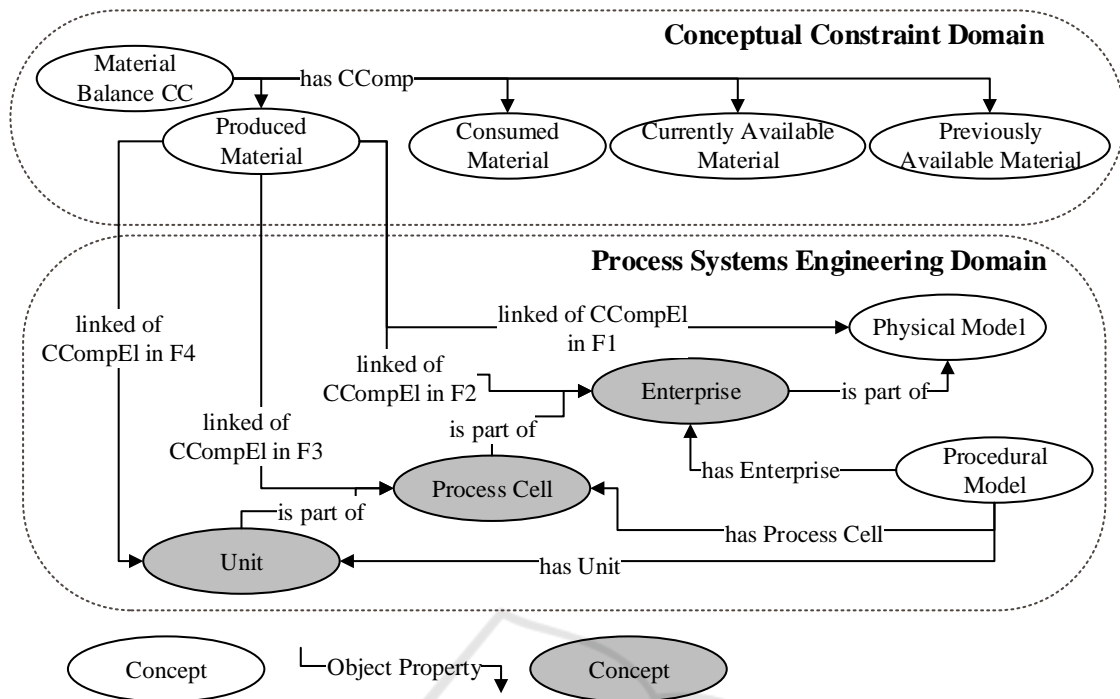 Conceptual Constraint Domain
Material
Balance CC
has CComp
Produced
Material
Consumed
Material
Currently Available
Material
Previously
Available Material
Process Systems Engineering Domain
linked of
CCompEl in F4
linked of CCompEl
in F1
Physical Model
linked of
CCompEl in F2
Enterprise
is part of
linked of
CCompEl in F3
is part of
has Enterprise
Procedural
Model
Process Cell
is part of
has Process Cell
Unit
has Unit
Concept
Object Property
Concept